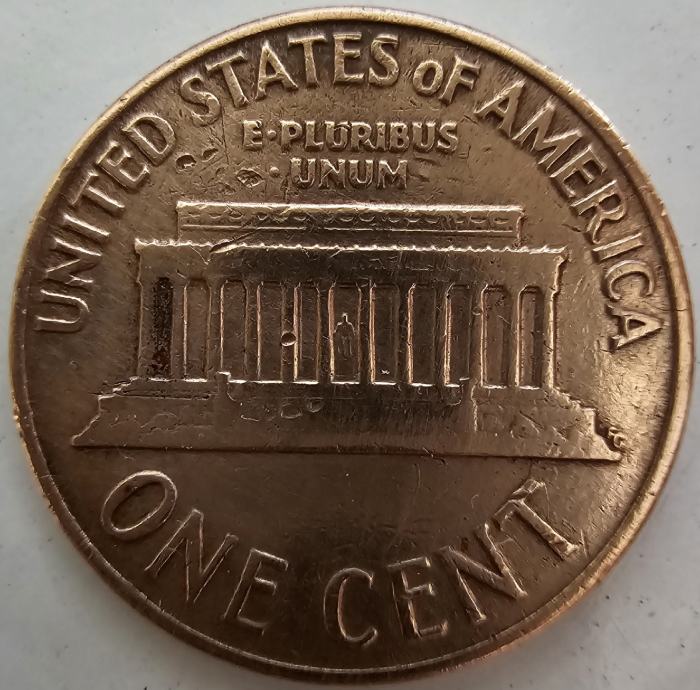 UNITED STATES OF AMERICA
E·PLURIBUS
·UNUM
ONE CENT